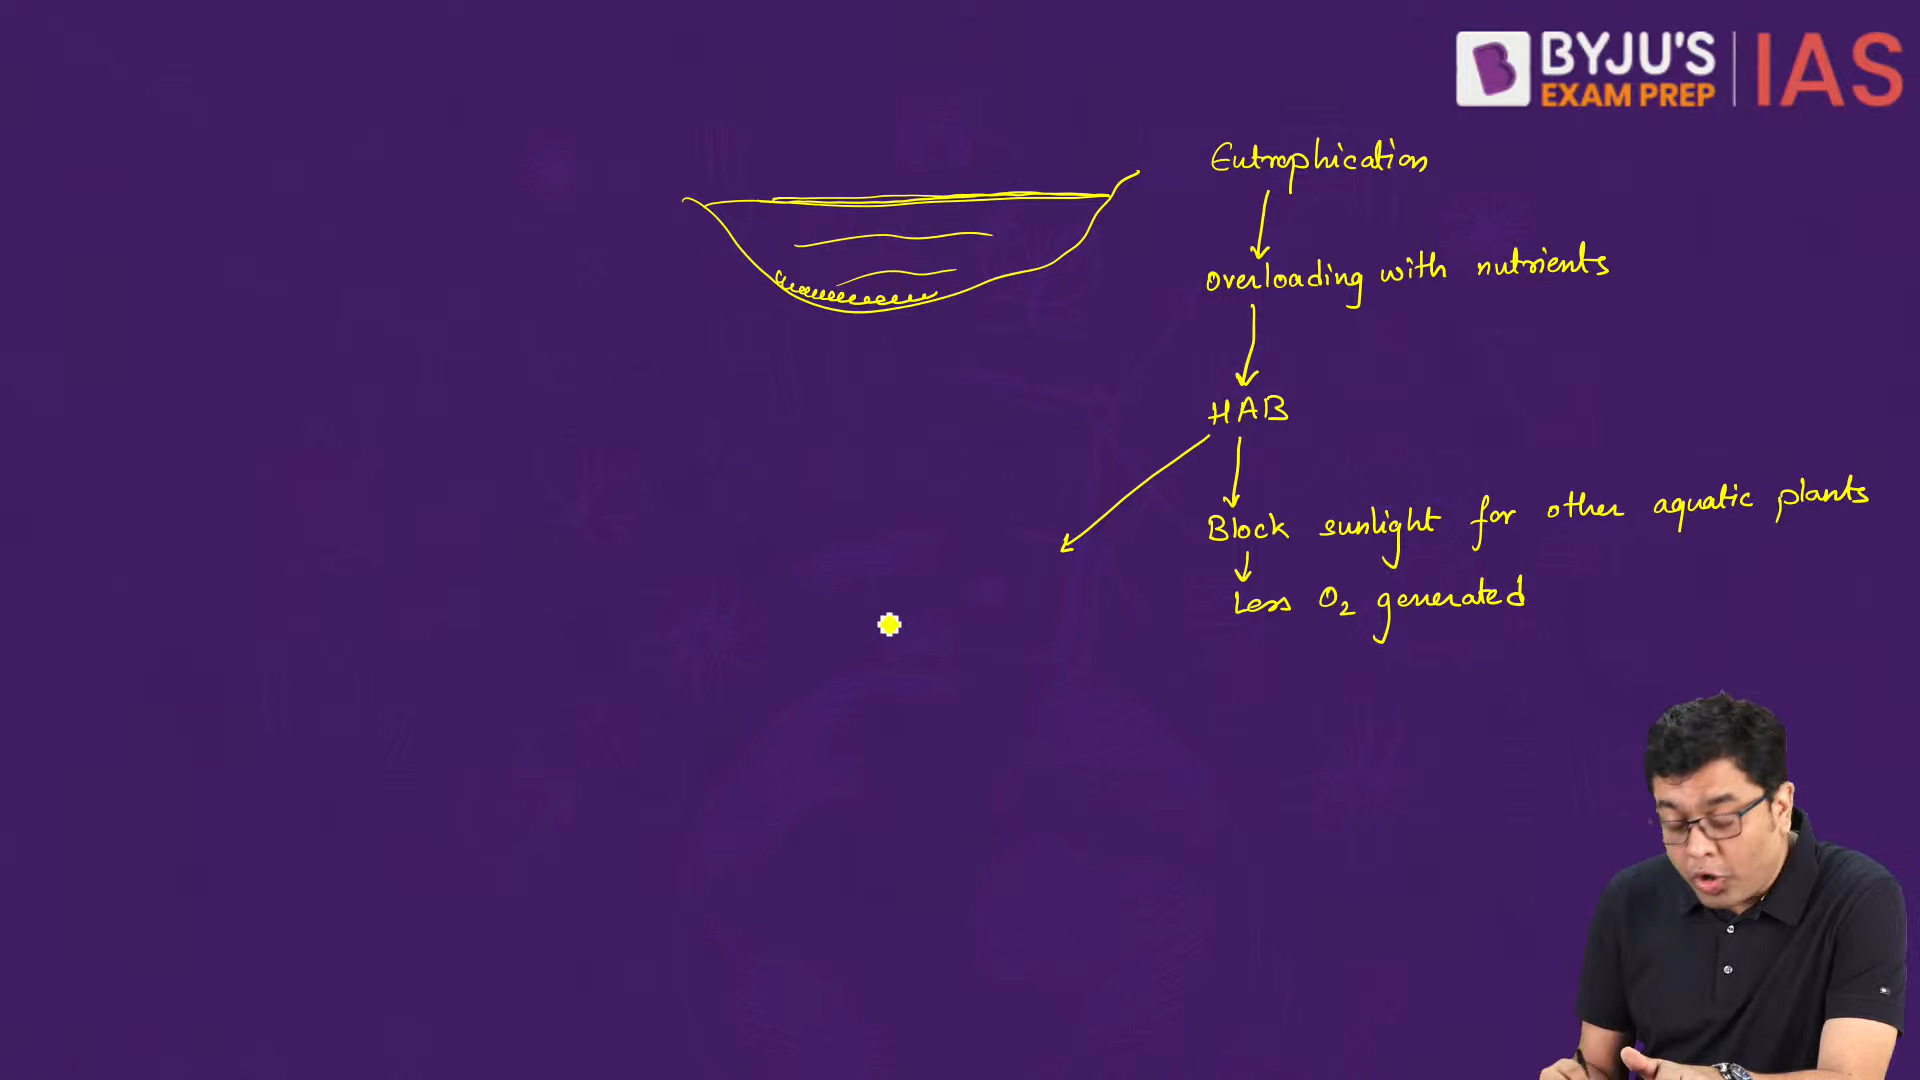 BYJU'S
EXAM PREP
IAS
Eutrophication
Overloading with nutrients
HAB
Block sunlight for other aquatic plants
Less O₂ generated